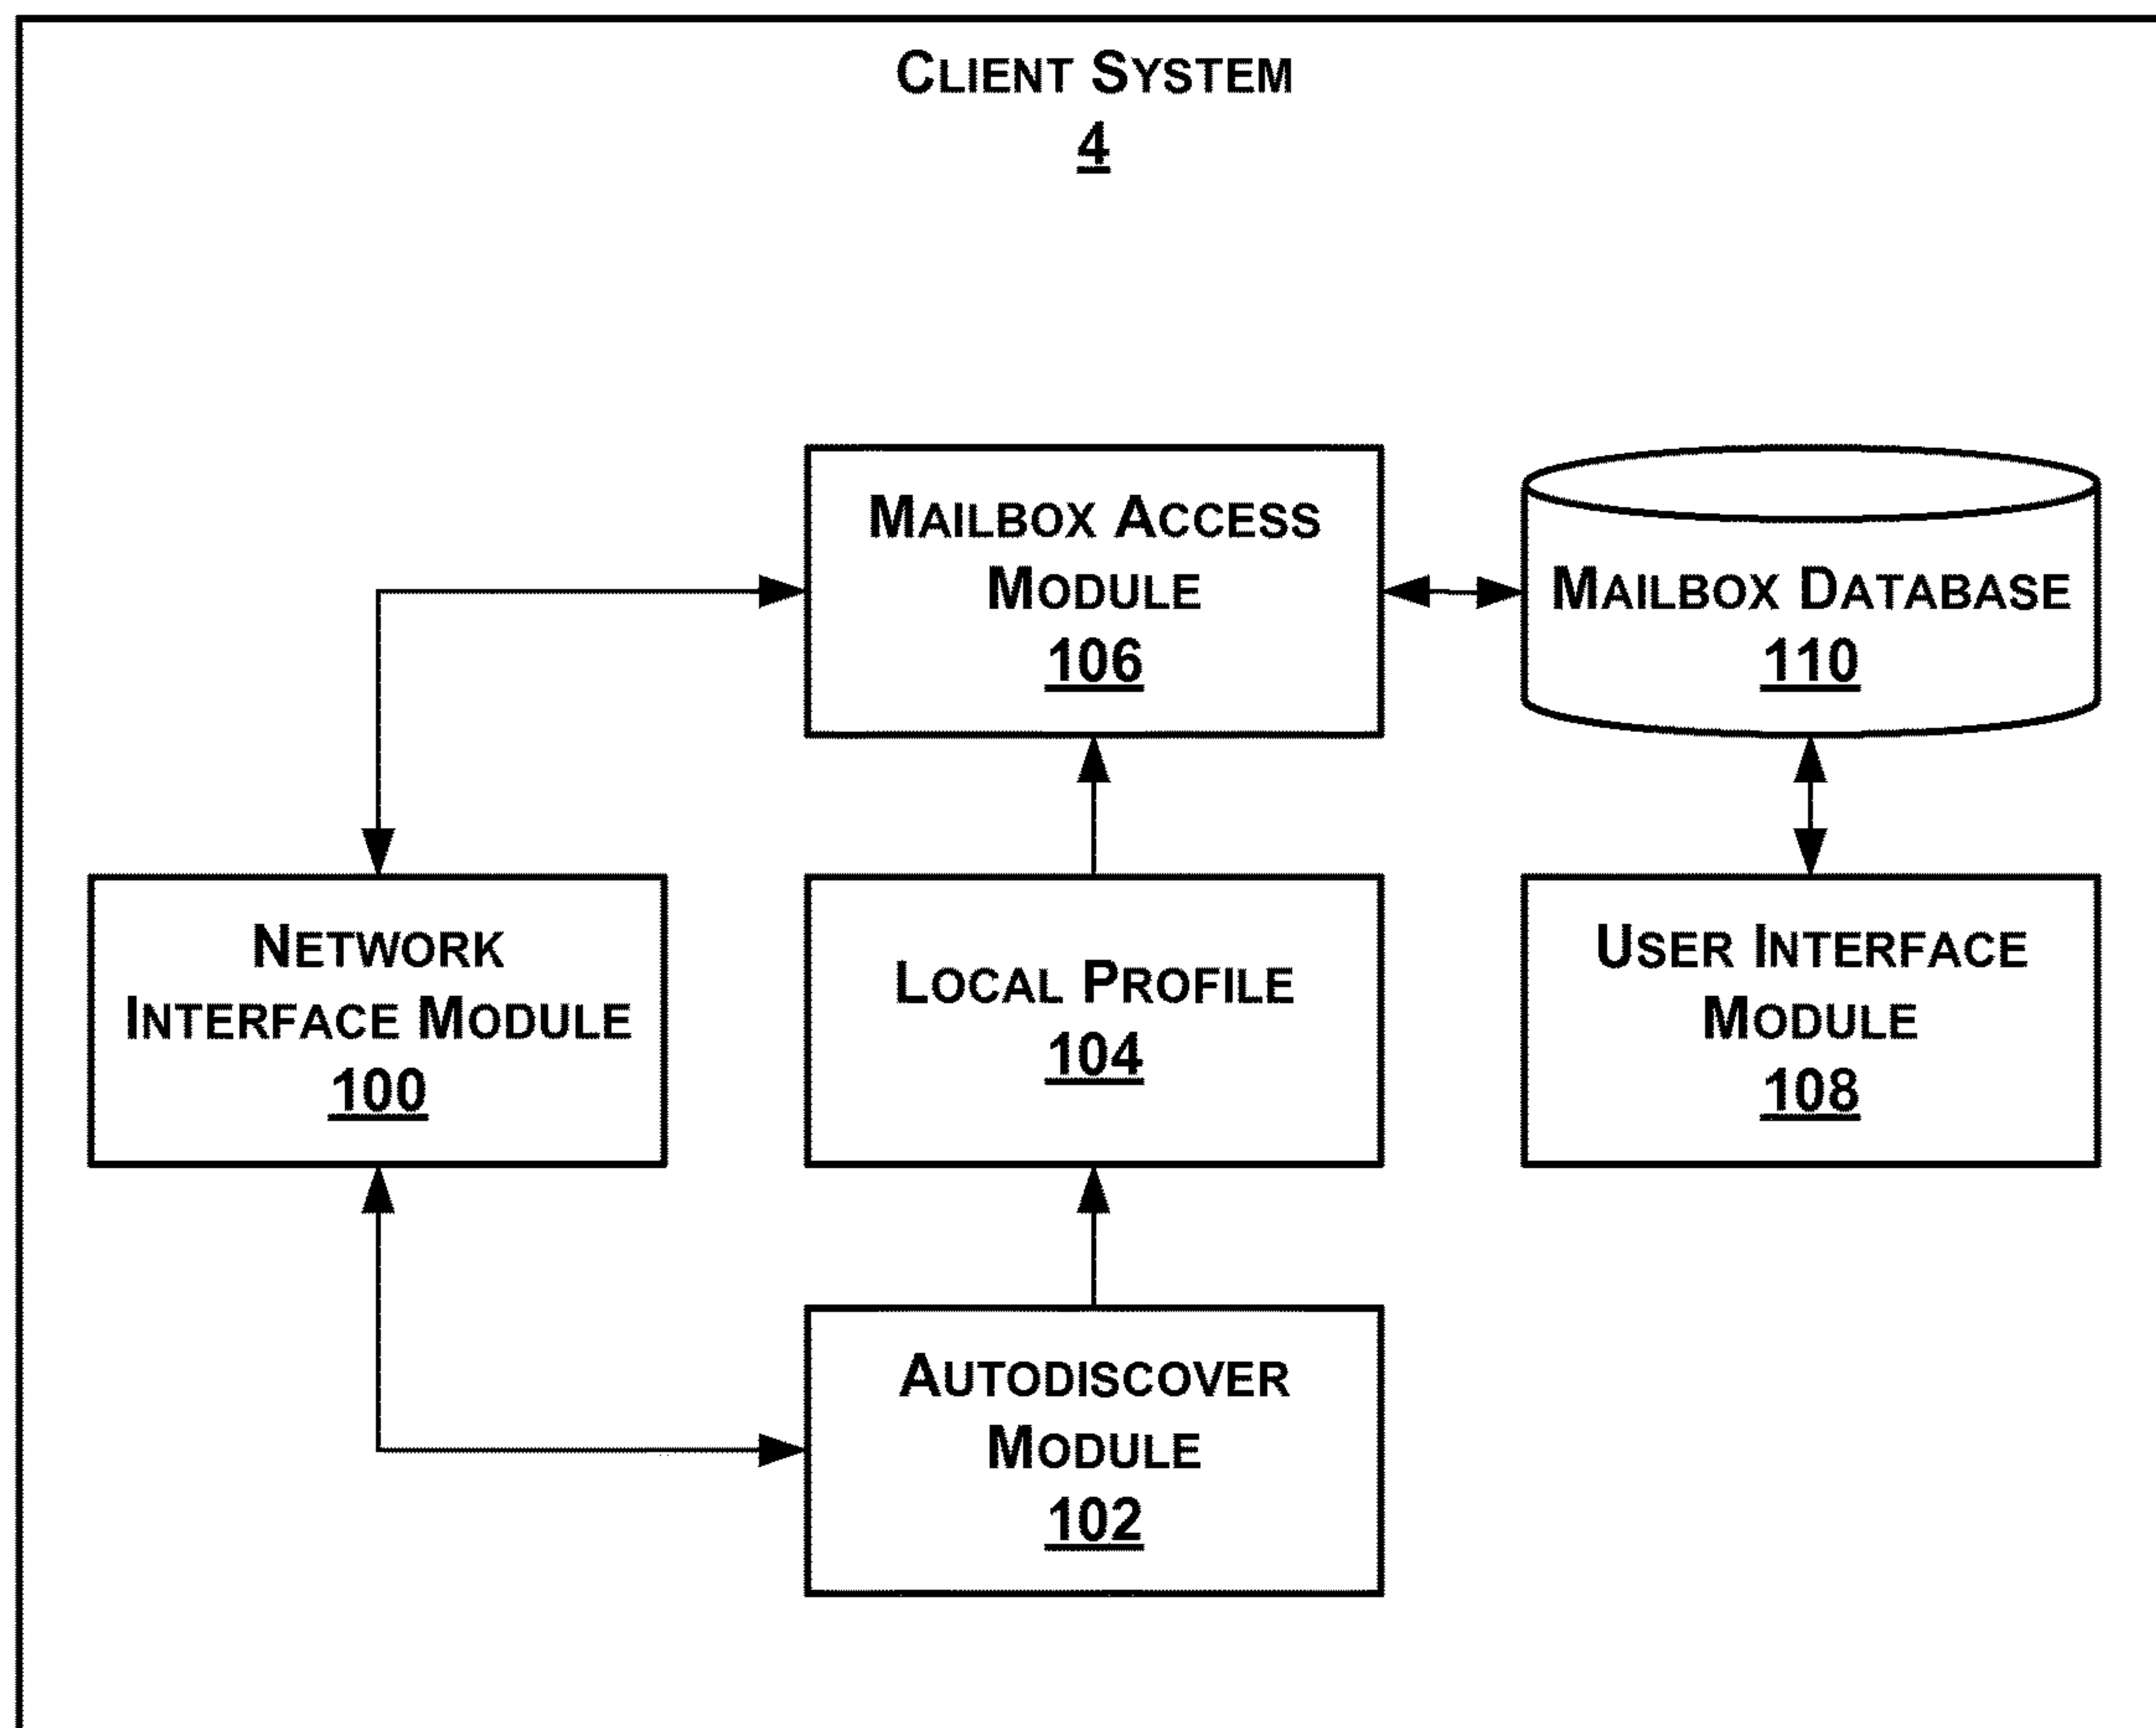 CLIENT SYSTEM
4
MAILBOX ACCESS
MODULE
106
MAILBOX DATABASE
110
NETWORK
INTERFACE MODULE
100
LOCAL PROFILE
104
USER INTERFACE
MODULE
108
AUTODISCOVER
MODULE
102